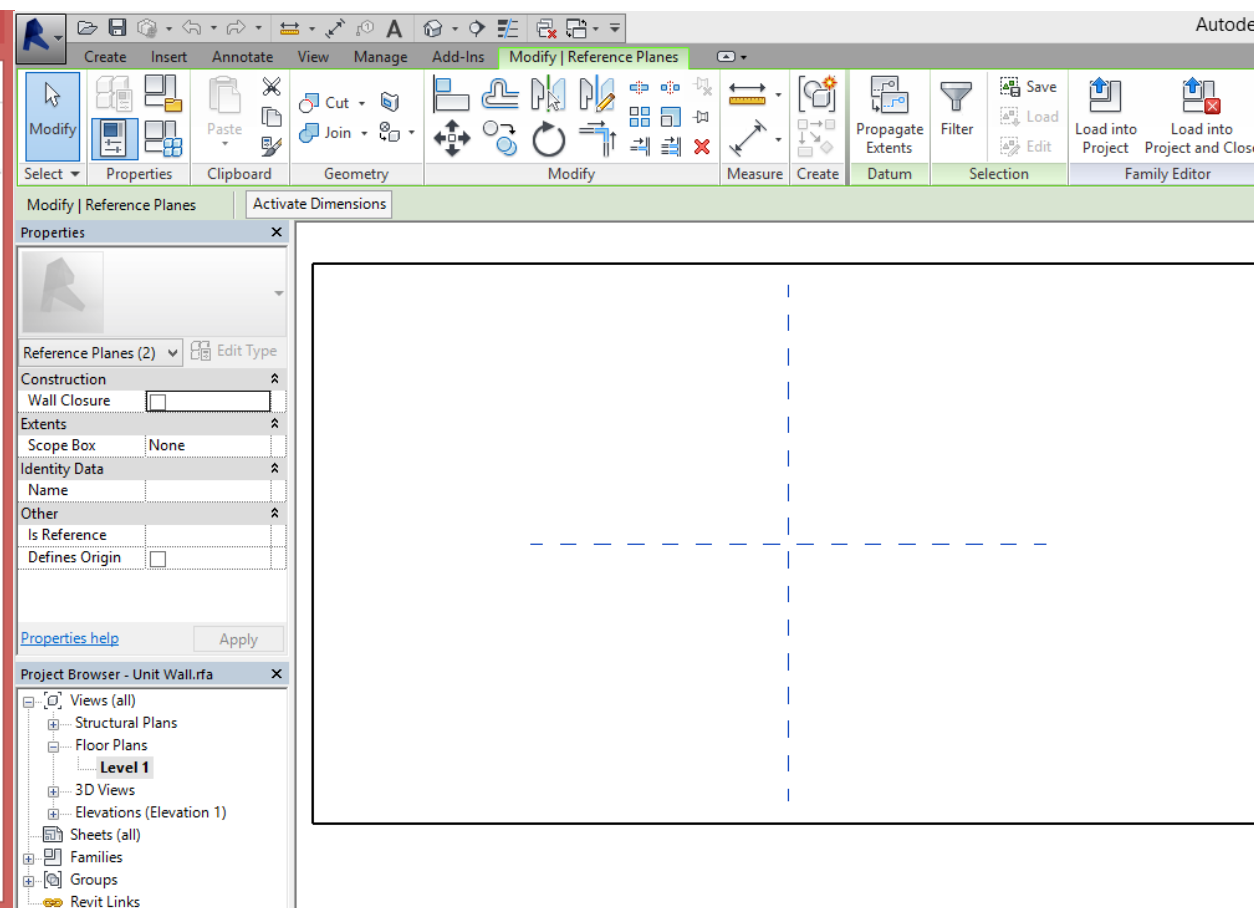 Autode
Create Insert Annotate View Manage Add-Ins Modify | Reference Planes
Modify
Paste
Cut
Join
Propagate Extents
Filter
Save
Load
Edit
Load into Project
Load into Project and Close
Select Properties Clipboard Geometry Modify Measure Create Datum Selection Family Editor
Modify | Reference Planes Activate Dimensions
Properties
Reference Planes (2) Edit Type
Construction
Wall Closure
Extents
Scope Box None
Identity Data
Name
Other
Is Reference
Defines Origin
Properties help Apply
Project Browser - Unit Wall.rfa
Views (all)
Structural Plans
Floor Plans
Level 1
3D Views
Elevations (Elevation 1)
Sheets (all)
Families
Groups
Revit Links